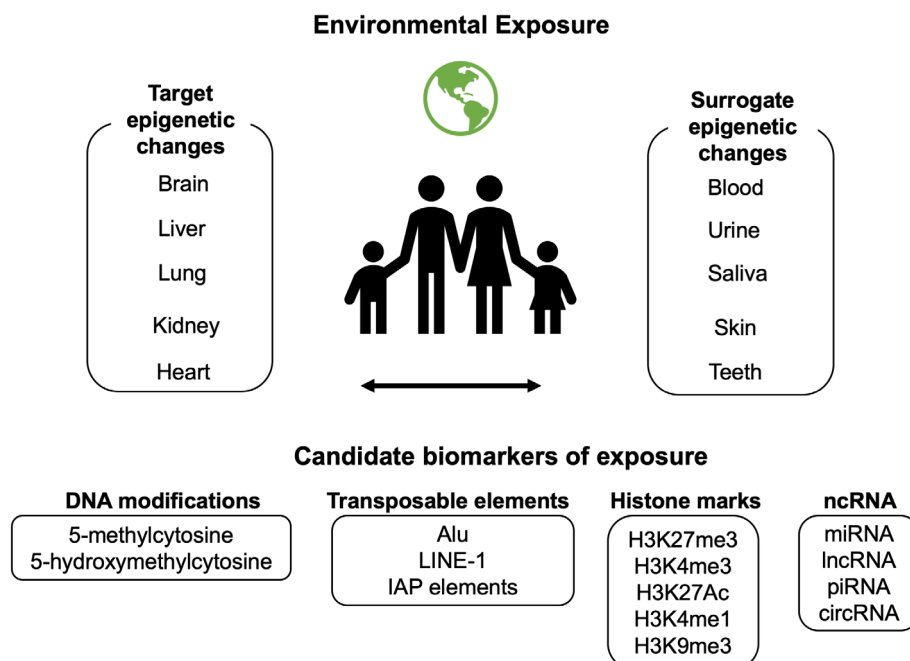 Environmental Exposure
Target
epigenetic
changes
Brain
Liver
Lung
Kidney
Heart
Surrogate
epigenetic
changes
Blood
Urine
Saliva
Skin
Teeth
Candidate biomarkers of exposure
DNA modifications
5-methylcytosine
5-hydroxymethylcytosine
Transposable elements
Alu
LINE-1
IAP elements
Histone marks
H3K27me3
H3K4me3
H3K27Ac
H3K4me1
H3K9me3
ncRNA
miRNA
lncRNA
piRNA
circRNA